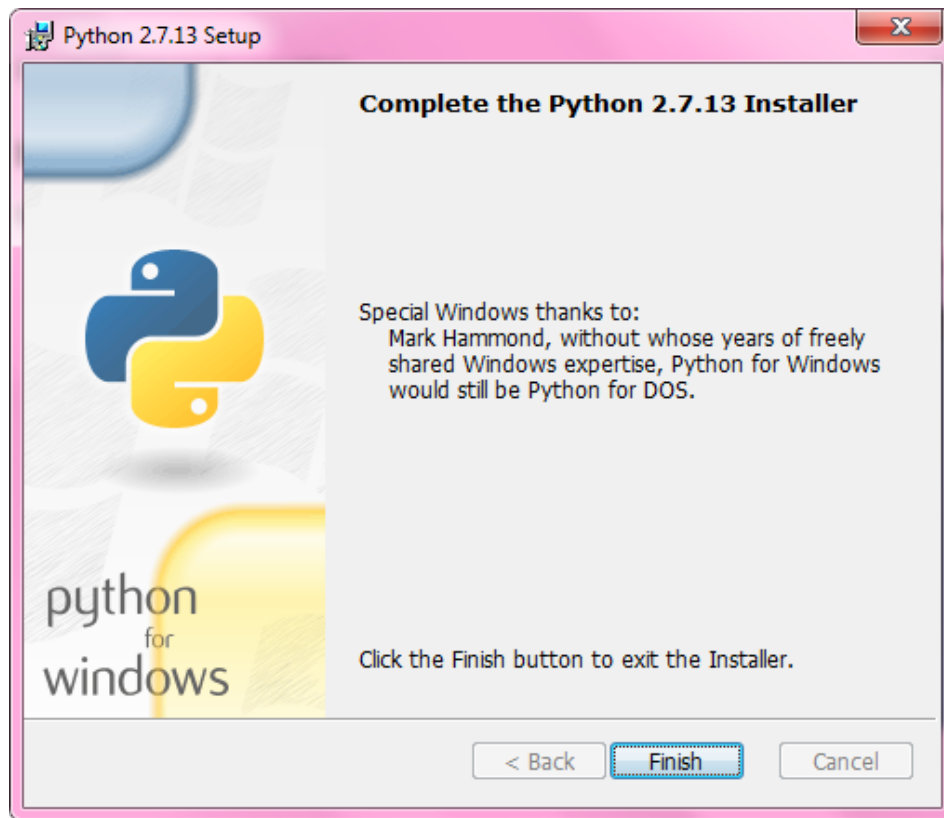 Python 2.7.13 Setup
Complete the Python 2.7.13 Installer
Special Windows thanks to:
Mark Hammond, without whose years of freely
shared Windows expertise, Python for Windows
would still be Python for DOS.
python
for
windows
Click the Finish button to exit the Installer.
< Back Finish Cancel